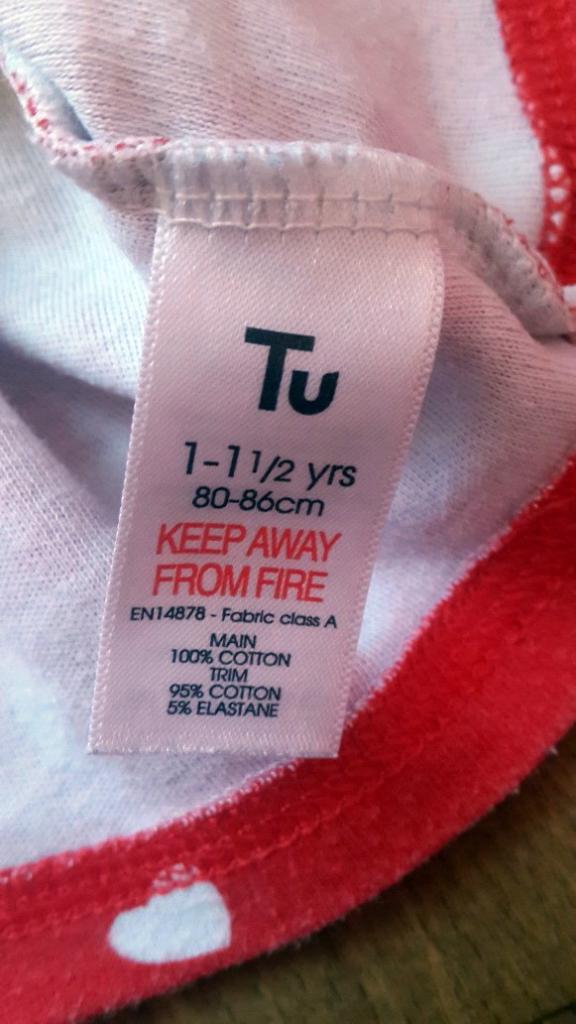 Tu
1-1 1/2 yrs
80-86cm
KEEP AWAY
FROM FIRE
EN14878 - Fabric class A
MAIN
100% COTTON
TRIM
95% COTTON
5% ELASTANE